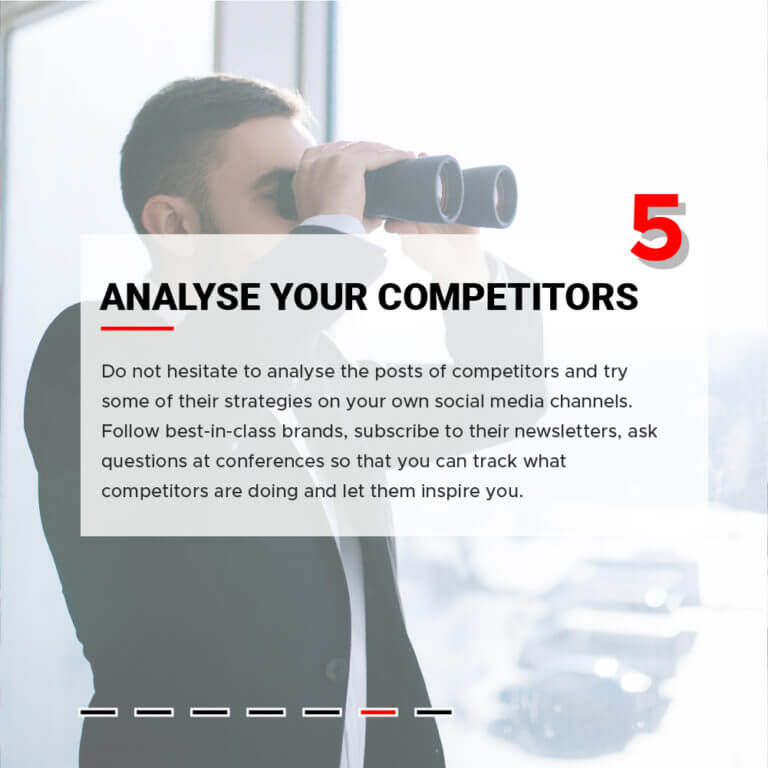 5
ANALYSE YOUR COMPETITORS
Do not hesitate to analyse the posts of competitors and try
some of their strategies on your own social media channels.
Follow best-in-class brands, subscribe to their newsletters, ask
questions at conferences so that you can track what
competitors are doing and let them inspire you.